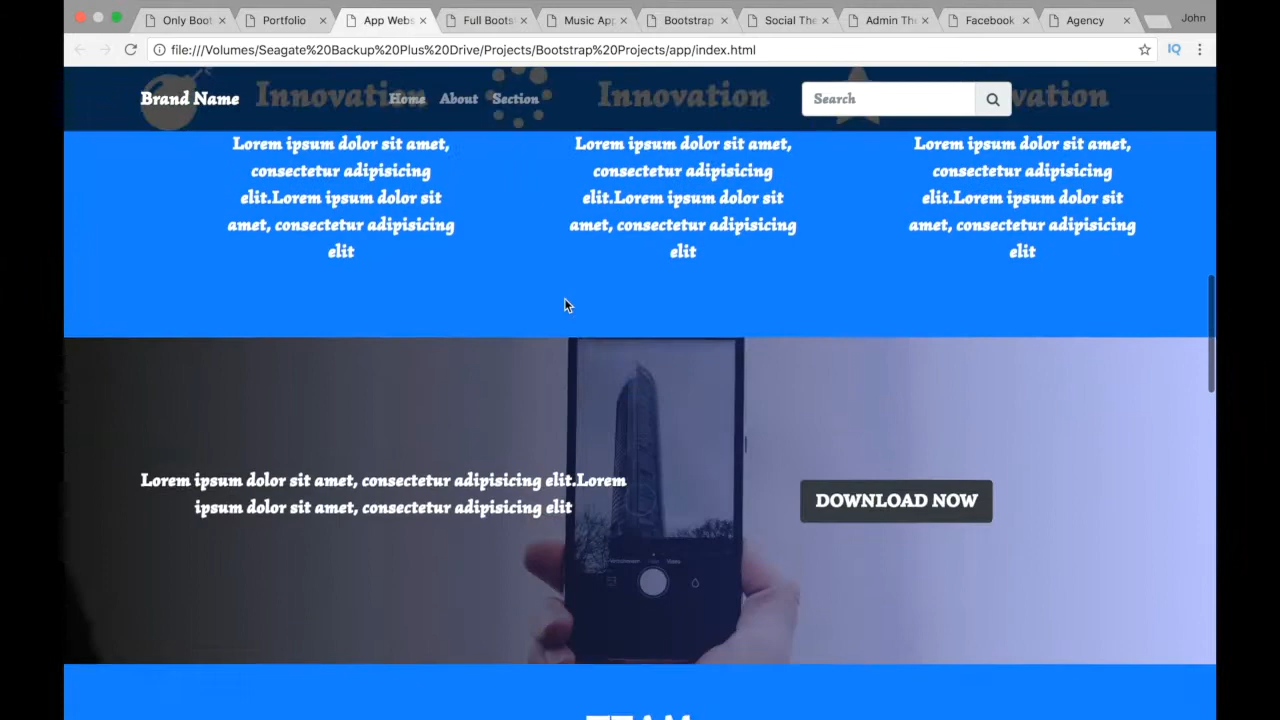 Only Boot
Portfolio
App Webs
Full Boots
Music App
Bootstrap
Social The
Admin The
Facebook
Agency
John
file:///Volumes/Seagate%20Backup%20Plus%20Drive/Projects/Bootstrap%20Projects/app/index.html
IQ
Brand Name
Innovation
Home
About
Section
Innovation
Search
vation
Lorem ipsum dolor sit amet,
consectetur adipisicing
elit.Lorem ipsum dolor sit
amet, consectetur adipisicing
elit
Lorem ipsum dolor sit amet,
consectetur adipisicing
elit.Lorem ipsum dolor sit
amet, consectetur adipisicing
elit
Lorem ipsum dolor sit amet,
consectetur adipisicing
elit.Lorem ipsum dolor sit
amet, consectetur adipisicing
elit
Lorem ipsum dolor sit amet, consectetur adipisicing elit.Lorem
ipsum dolor sit amet, consectetur adipisicing elit
DOWNLOAD NOW
TEAM